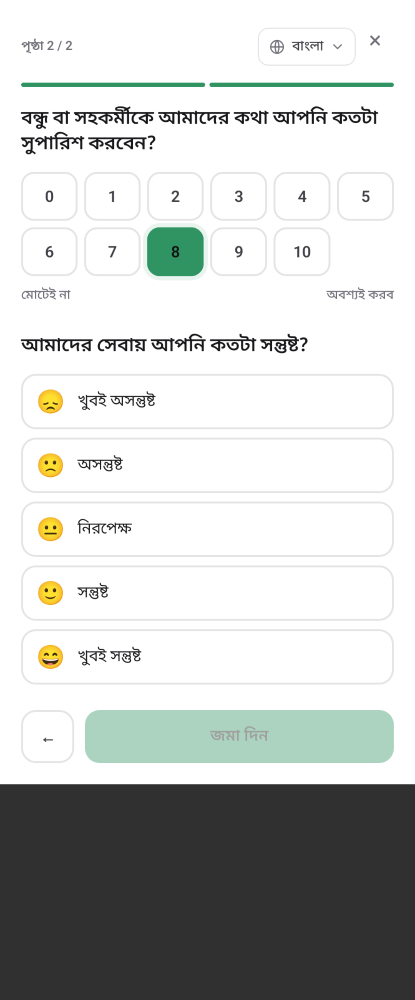 পৃষ্ঠা 2 / 2
বাংলা
×
বন্ধু বা সহকর্মীকে আমাদের কথা আপনি কতটা
সুপারিশ করবেন?
0 1 2 3 4 5
6 7 8 9 10
মোটেই না অবশ্যই করব
আমাদের সেবায় আপনি কতটা সন্তুষ্ট?
খুবই অসন্তুষ্ট
অসন্তুষ্ট
নিরপেক্ষ
সন্তুষ্ট
খুবই সন্তুষ্ট
← জমা দিন